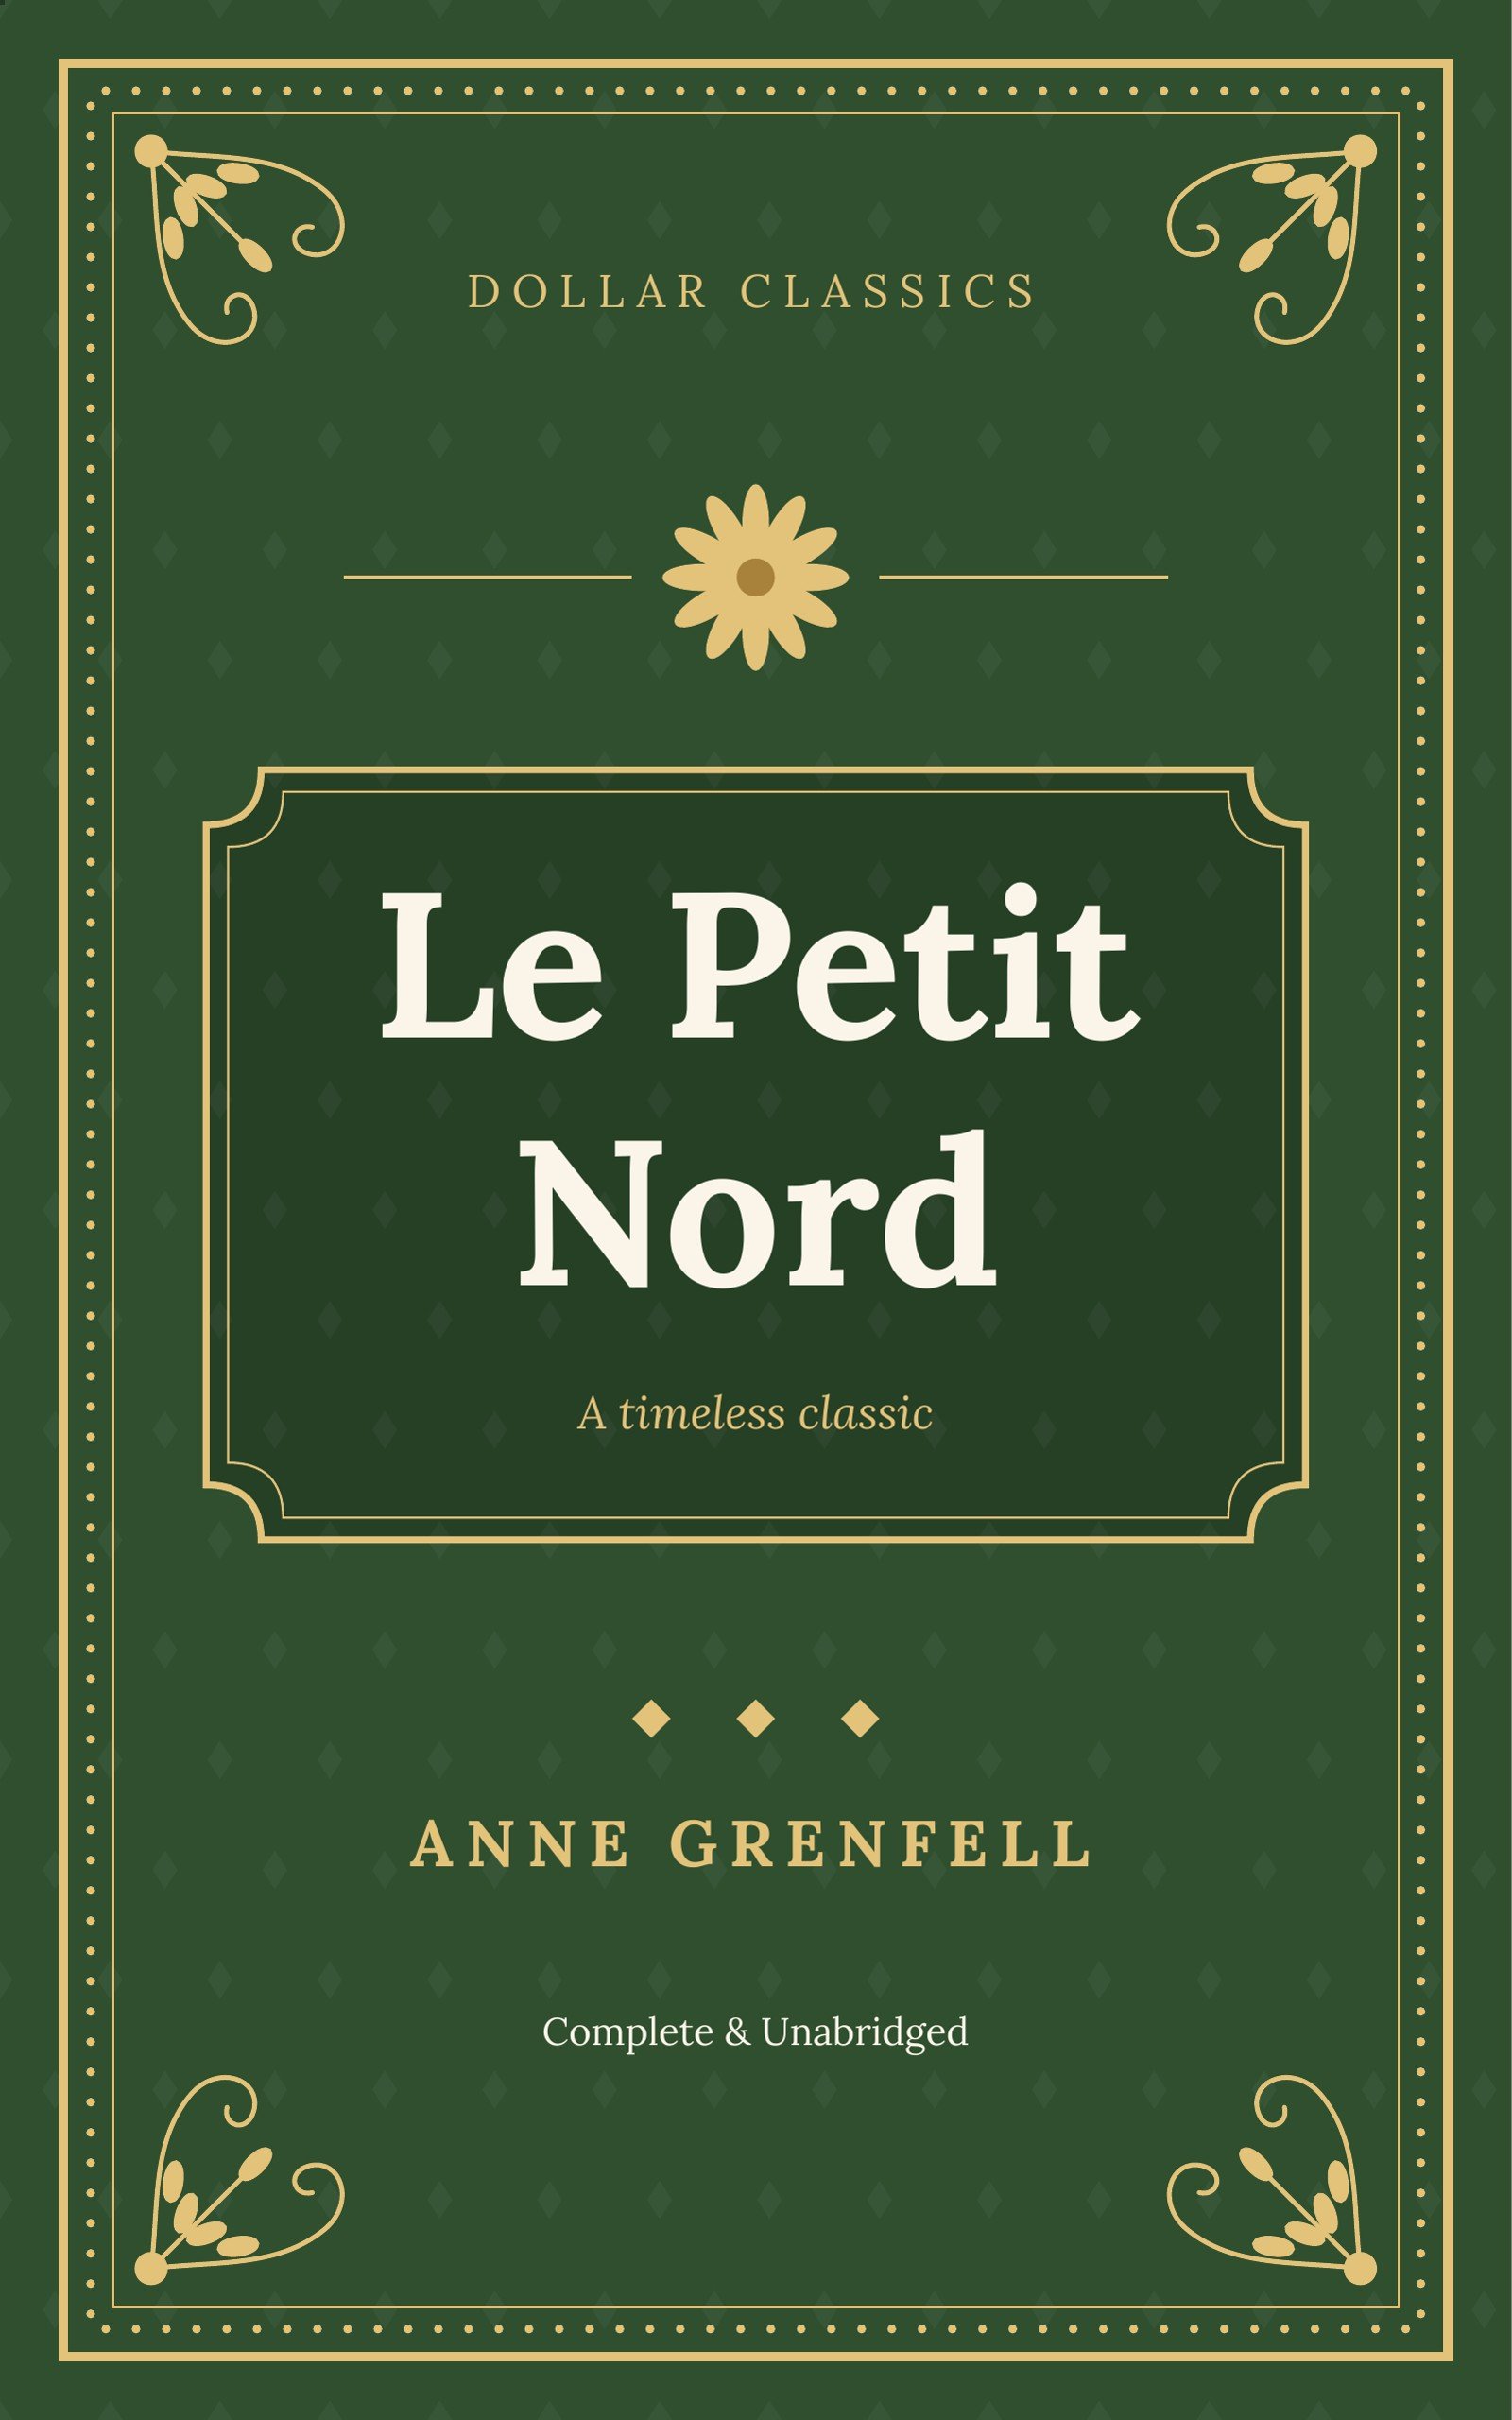 DOLLAR CLASSICS
Le Petit
Nord
A timeless classic
ANNE GRENFELL
Complete & Unabridged